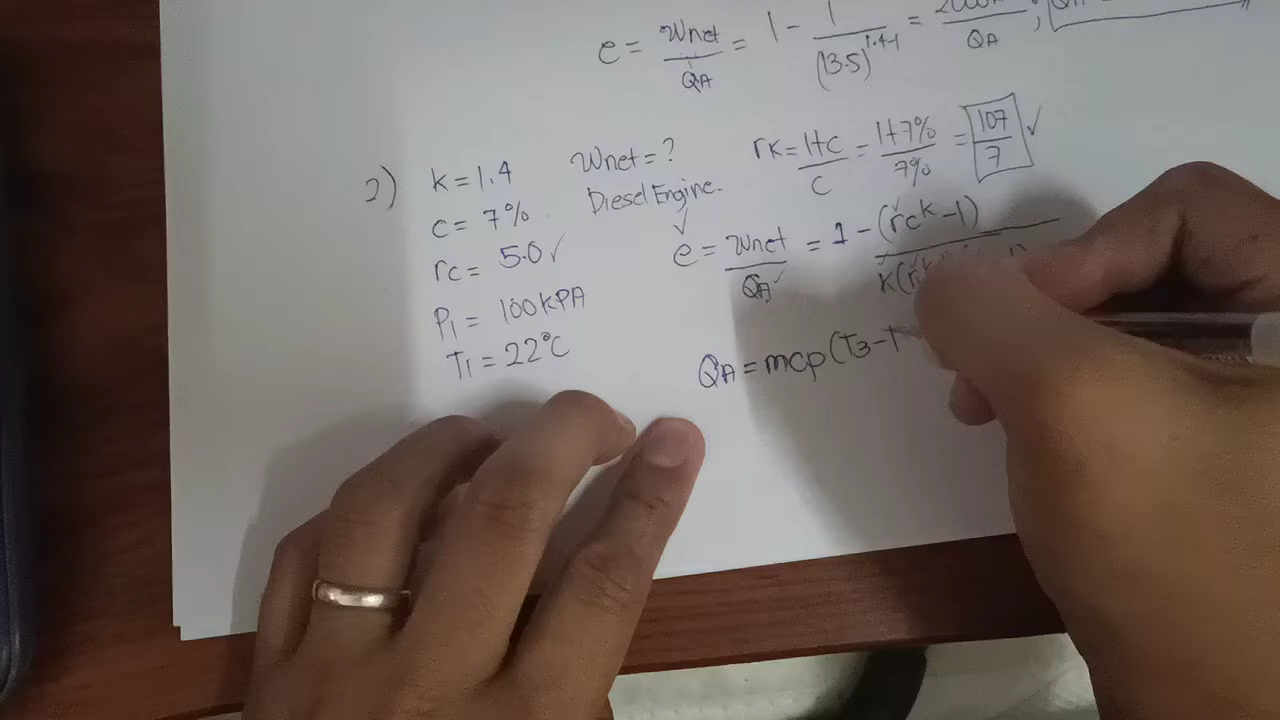 e = Wnet/QA = 1 - 1/(13.5)^1.4-1 = /QA ;
2) k = 1.4
c = 7%
rc = 5.0 ✓
P1 = 100KPA
T1 = 22°C
Wnet = ?
Diesel Engine.
rK = 1+C/C = 1+7%/7% = 107/7 ✓
e = Wnet/QA = 1 - (rc^k - 1)/K(r
QA = mcp(T3-T